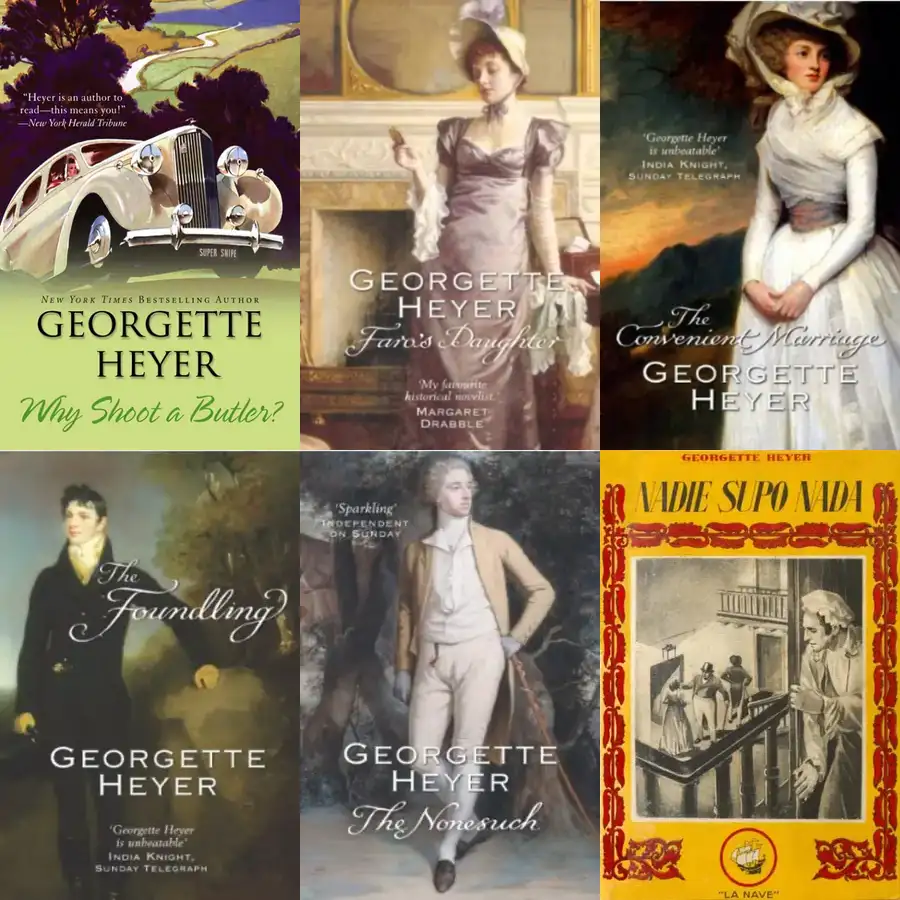 "Heyer is an author to
read—this means you!"
—New York Herald Tribune
SUPER SNIPE
NEW YORK TIMES BESTSELLING AUTHOR
GEORGETTE
HEYER
Why Shoot a Butler?
GEORGETTE
HEYER
Faro's Daughter
'My favourite
historical novelist.'
MARGARET
DRABBLE
'Georgette Heyer
is unbeatable'
INDIA KNIGHT,
SUNDAY TELEGRAPH
The
Convenient Marriage
GEORGETTE
HEYER
The
Foundling
GEORGETTE
HEYER
'Georgette Heyer
is unbeatable'
INDIA KNIGHT,
SUNDAY TELEGRAPH
'Sparkling'
INDEPENDENT
ON SUNDAY
GEORGETTE
HEYER
The Nonesuch
GEORGETTE HEYER
NADIE SUPO NADA
"LA NAVE"